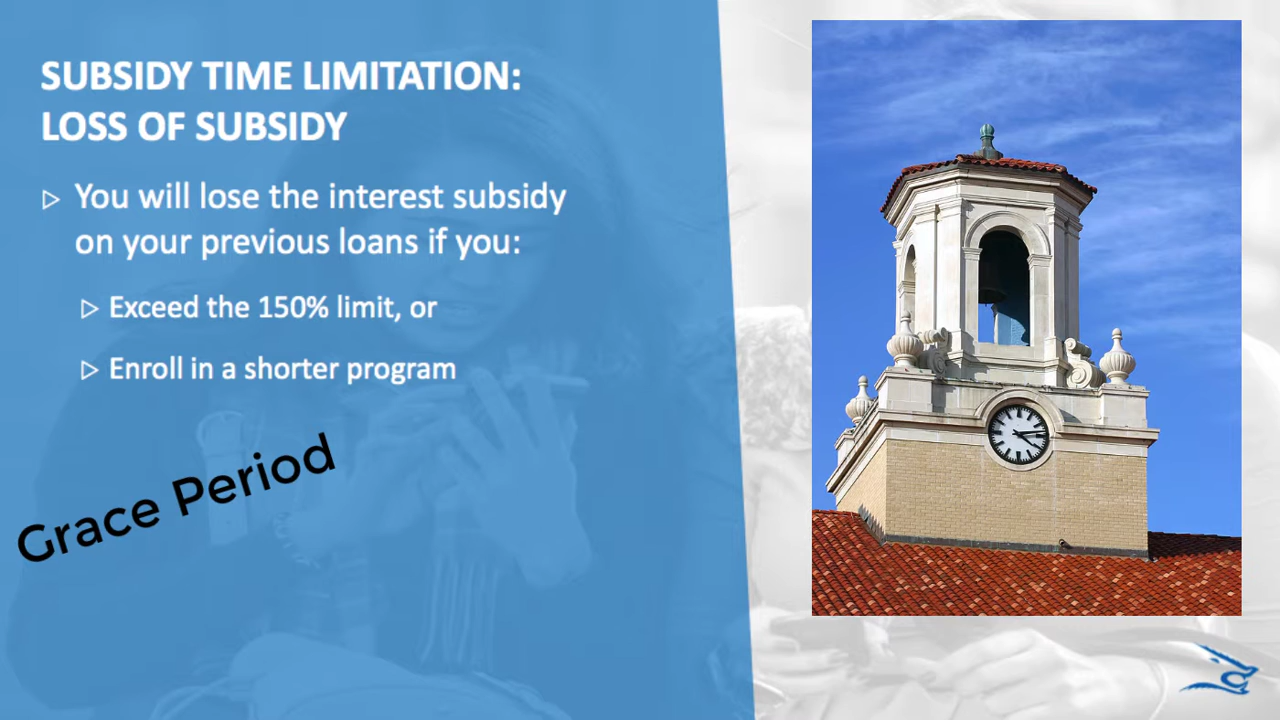 SUBSIDY TIME LIMITATION:
LOSS OF SUBSIDY
You will lose the interest subsidy
on your previous loans if you:
Exceed the 150% limit, or
Enroll in a shorter program
Grace Period